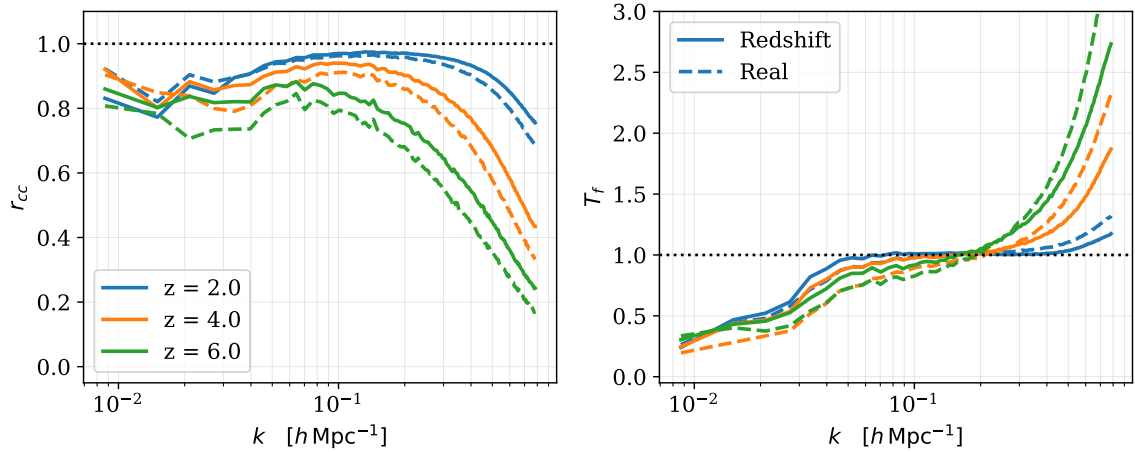 1.0
0.8
0.6
0.4
0.2
0.0
r_cc
z = 2.0
z = 4.0
z = 6.0
10⁻²
10⁻¹
k [h Mpc⁻¹]
3.0
2.5
2.0
1.5
1.0
0.5
0.0
T_f
Redshift
Real
10⁻²
10⁻¹
k [h Mpc⁻¹]